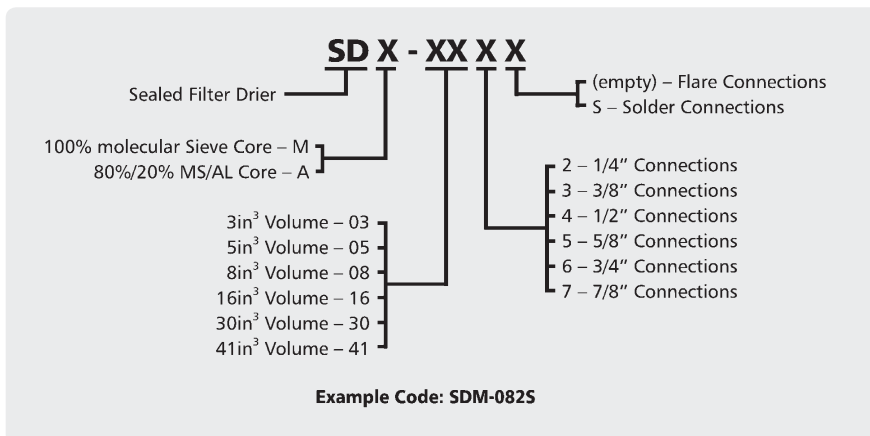 SD X - XX X X
Sealed Filter Drier
(empty) – Flare Connections
S – Solder Connections
100% molecular Sieve Core – M
80%/20% MS/AL Core – A
2 – 1/4” Connections
3 – 3/8” Connections
4 – 1/2” Connections
5 – 5/8” Connections
6 – 3/4” Connections
7 – 7/8” Connections
3in³ Volume – 03
5in³ Volume – 05
8in³ Volume – 08
16in³ Volume – 16
30in³ Volume – 30
41in³ Volume – 41
Example Code: SDM-082S